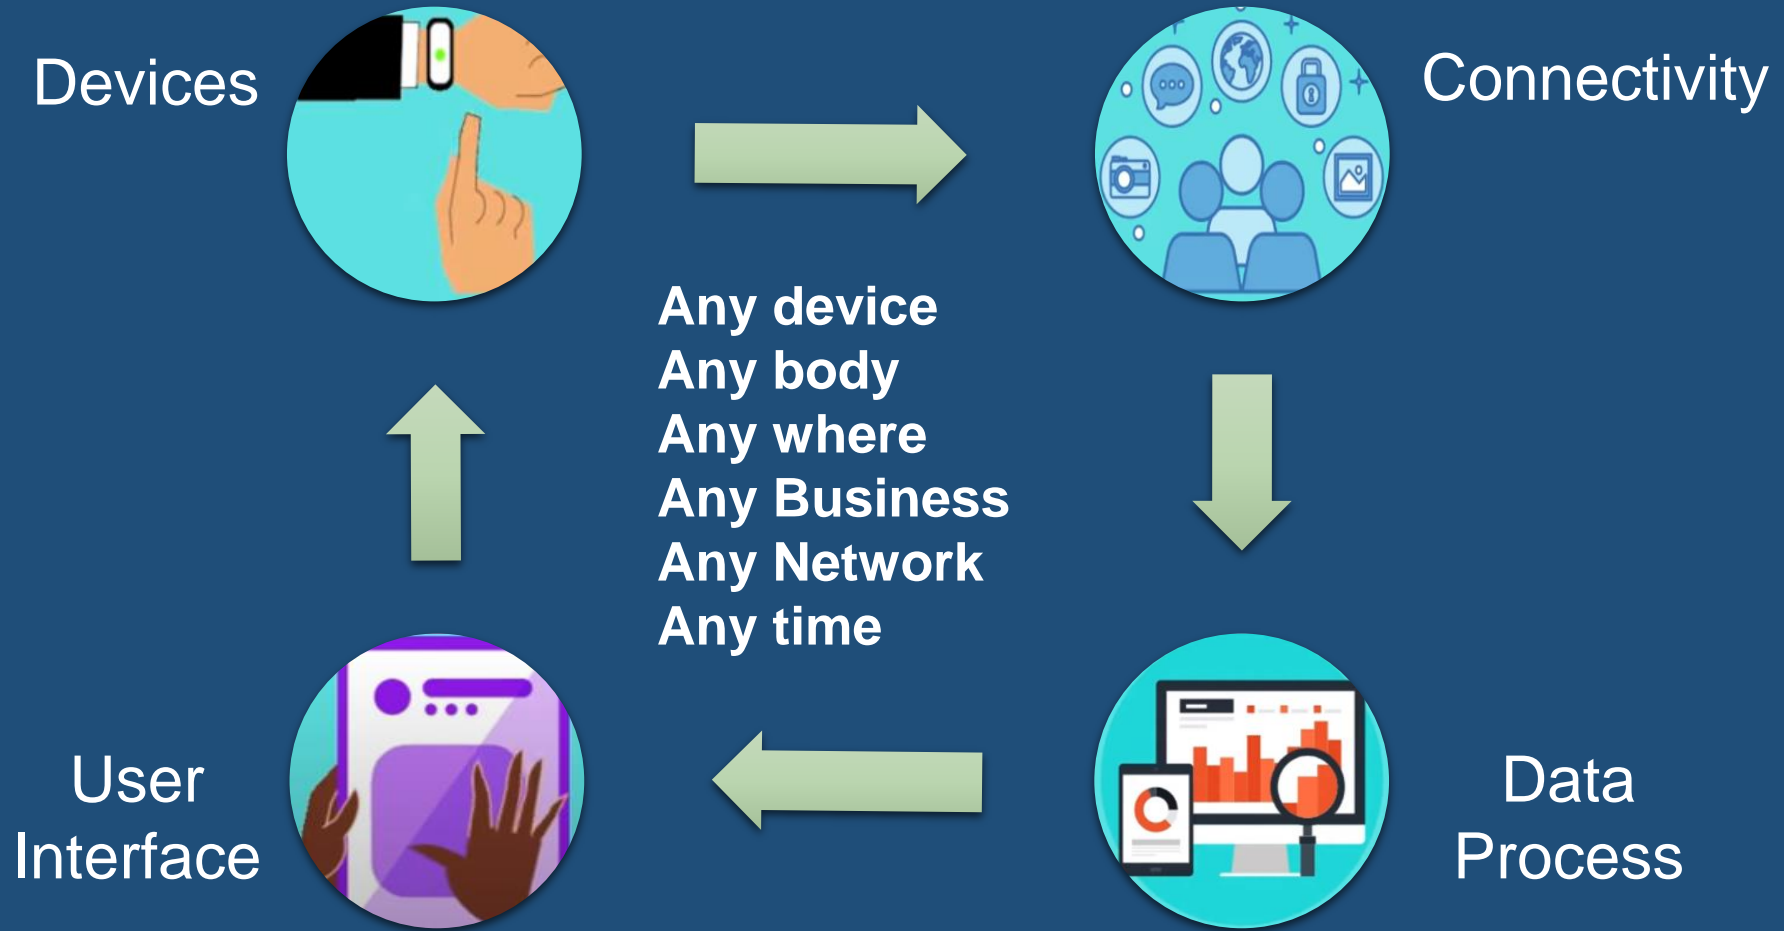 Devices
Connectivity
Any device
Any body
Any where
Any Business
Any Network
Any time
User
Interface
Data
Process